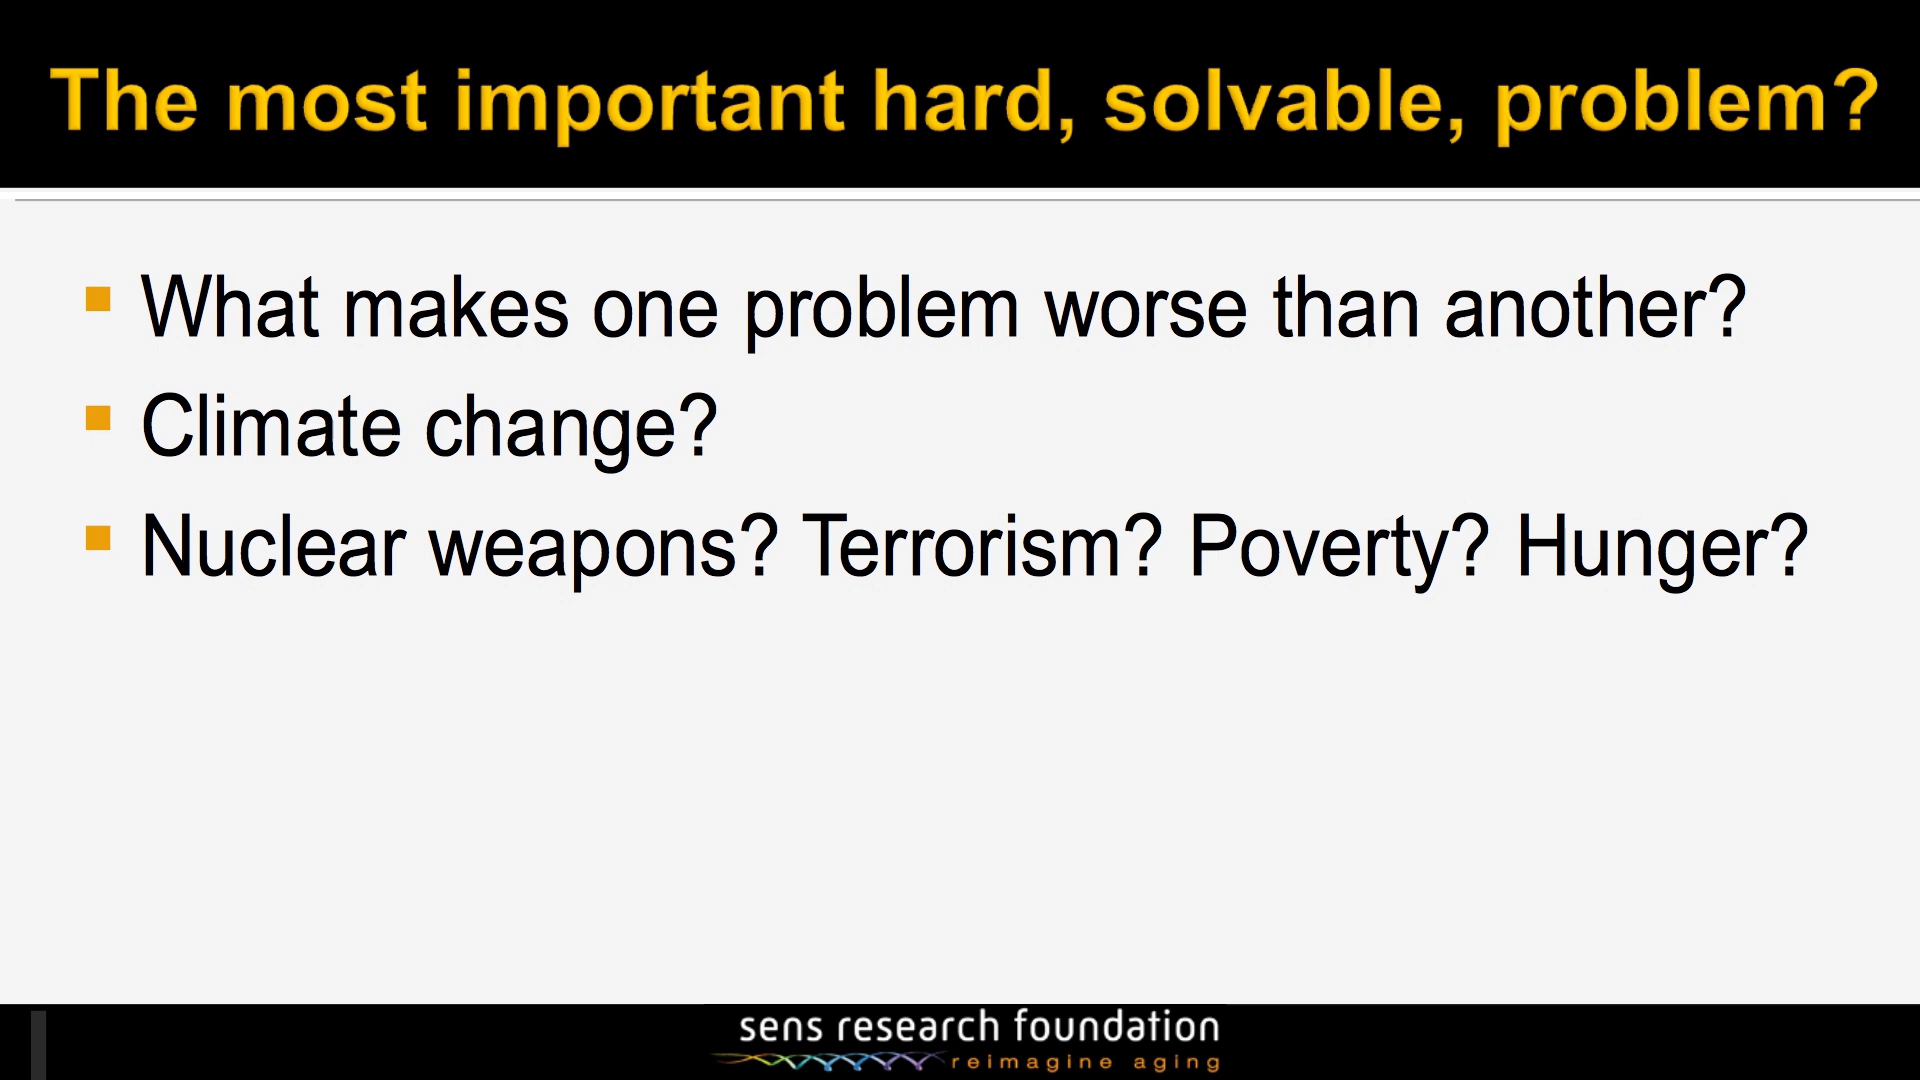 The most important hard, solvable, problem?
What makes one problem worse than another?
Climate change?
Nuclear weapons? Terrorism? Poverty? Hunger?
sens research foundation
reimagine aging